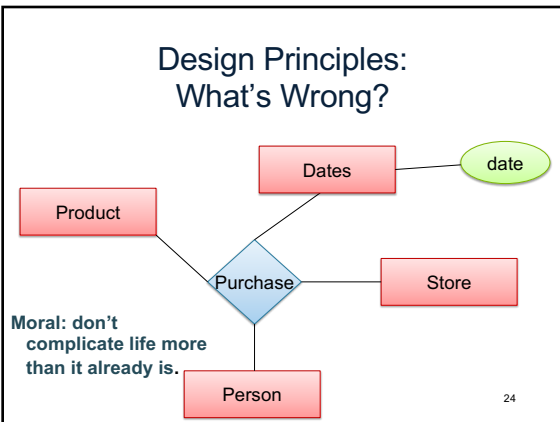 Design Principles:
What's Wrong?
Dates
date
Product
Purchase
Store
Moral: don't
complicate life more
than it already is.
Person
24